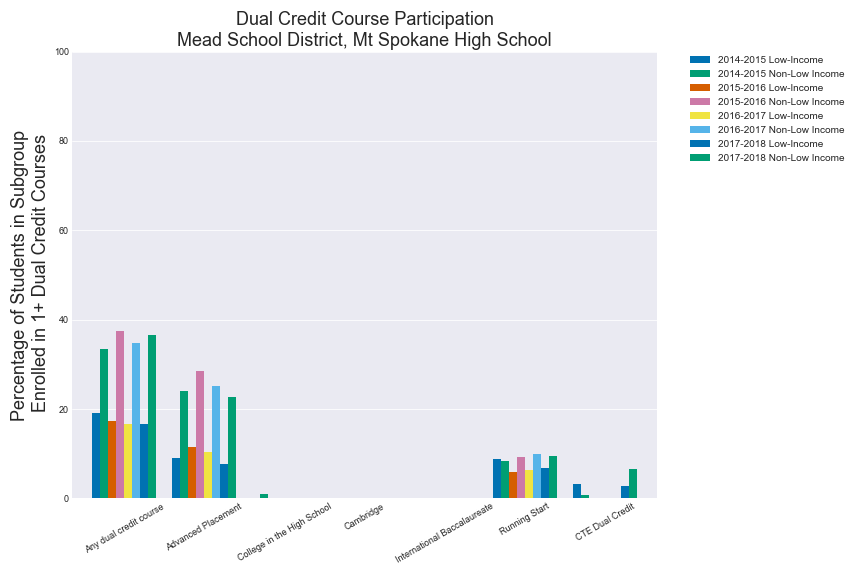 Dual Credit Course Participation
Mead School District, Mt Spokane High School
Percentage of Students in Subgroup
Enrolled in 1+ Dual Credit Courses
100
80
60
40
20
0
Any dual credit course
Advanced Placement
College in the High School
Cambridge
International Baccalaureate
Running Start
CTE Dual Credit
2014-2015 Low-Income
2014-2015 Non-Low Income
2015-2016 Low-Income
2015-2016 Non-Low Income
2016-2017 Low-Income
2016-2017 Non-Low Income
2017-2018 Low-Income
2017-2018 Non-Low Income